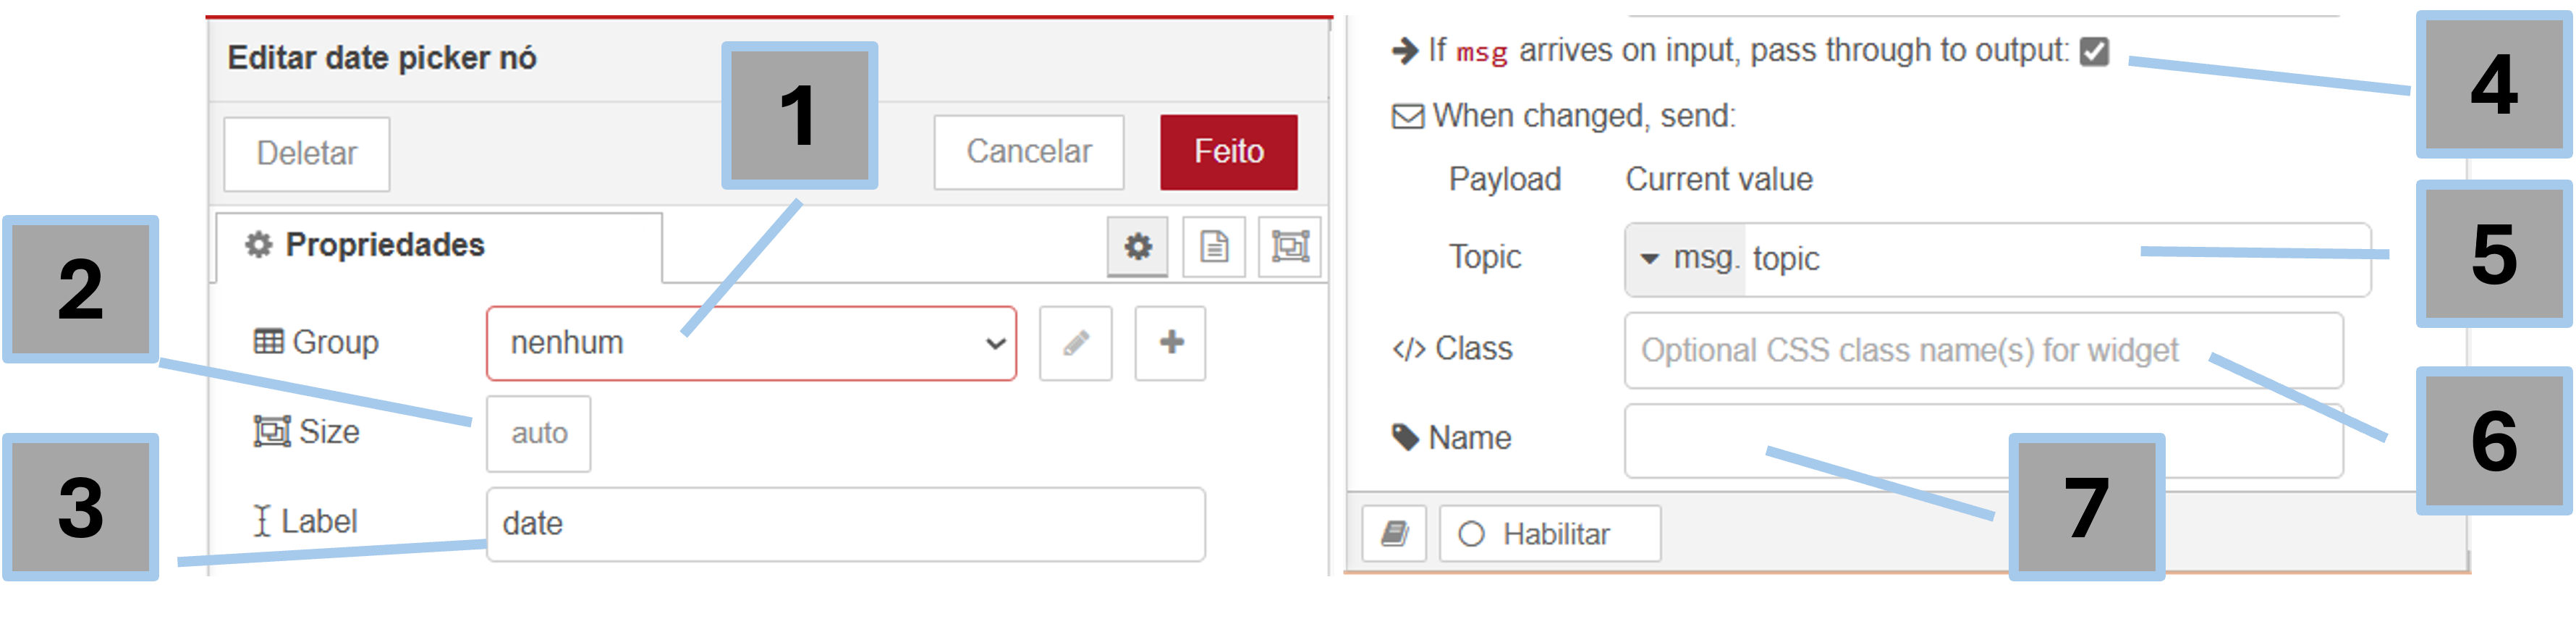 Editar date picker nó
1
Deletar
Cancelar
Feito
Propriedades
2
Group
nenhum
Size
auto
3
Label
date
If msg arrives on input, pass through to output:
4
When changed, send:
Payload
Current value
Topic
msg. topic
5
</> Class
Optional CSS class name(s) for widget
6
Name
7
Habilitar